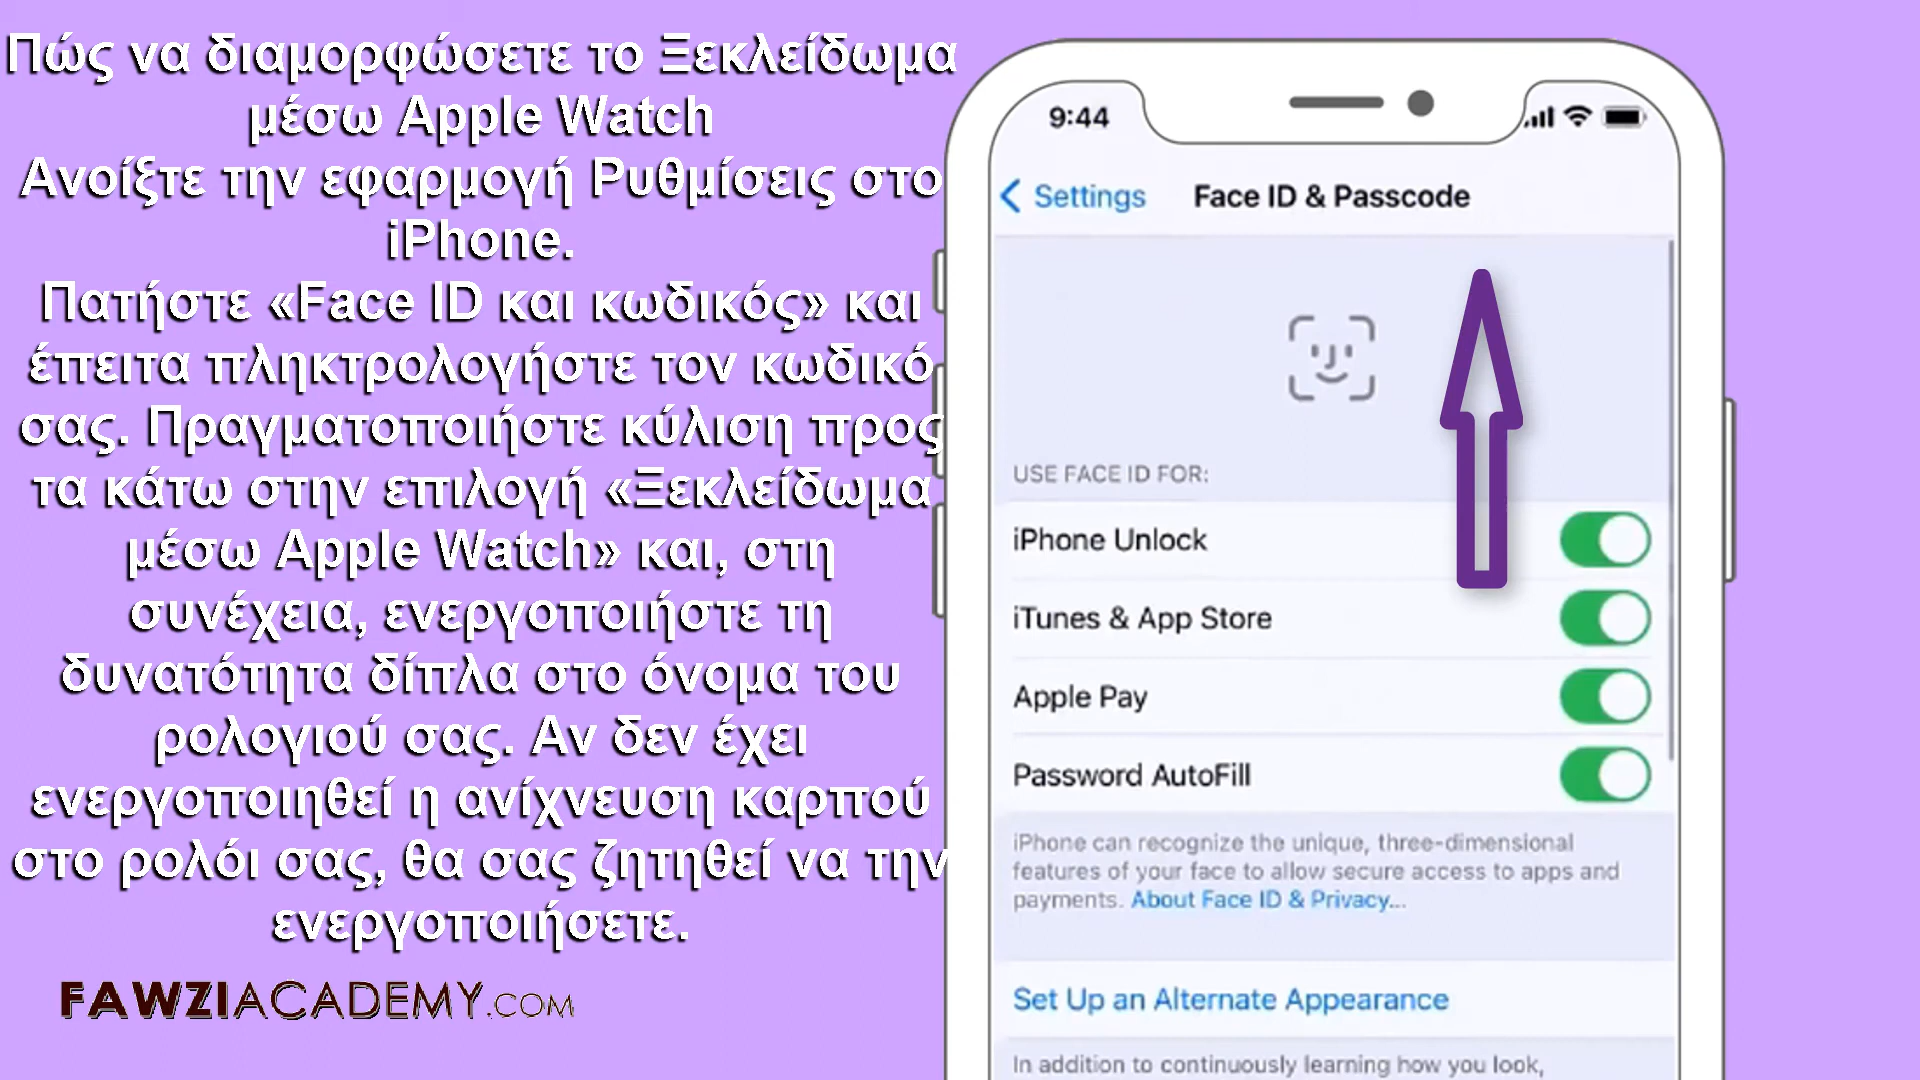 Πώς να διαμορφώσετε το Ξεκλείδωμα
μέσω Apple Watch
Ανοίξτε την εφαρμογή Ρυθμίσεις στο
iPhone.
Πατήστε «Face ID και κωδικός» και
έπειτα πληκτρολογήστε τον κωδικό
σας. Πραγματοποιήστε κύλιση προς
τα κάτω στην επιλογή «Ξεκλείδωμα
μέσω Apple Watch» και, στη
συνέχεια, ενεργοποιήστε τη
δυνατότητα δίπλα στο όνομα του
ρολογιού σας. Αν δεν έχει
ενεργοποιηθεί η ανίχνευση καρπού
στο ρολόι σας, θα σας ζητηθεί να την
ενεργοποιήσετε.
FAWZIACADEMY.COM
9:44
Settings
Face ID & Passcode
USE FACE ID FOR:
iPhone Unlock
iTunes & App Store
Apple Pay
Password AutoFill
iPhone can recognize the unique, three-dimensional
features of your face to allow secure access to apps and
payments. About Face ID & Privacy...
Set Up an Alternate Appearance
In addition to continuously learning how you look,